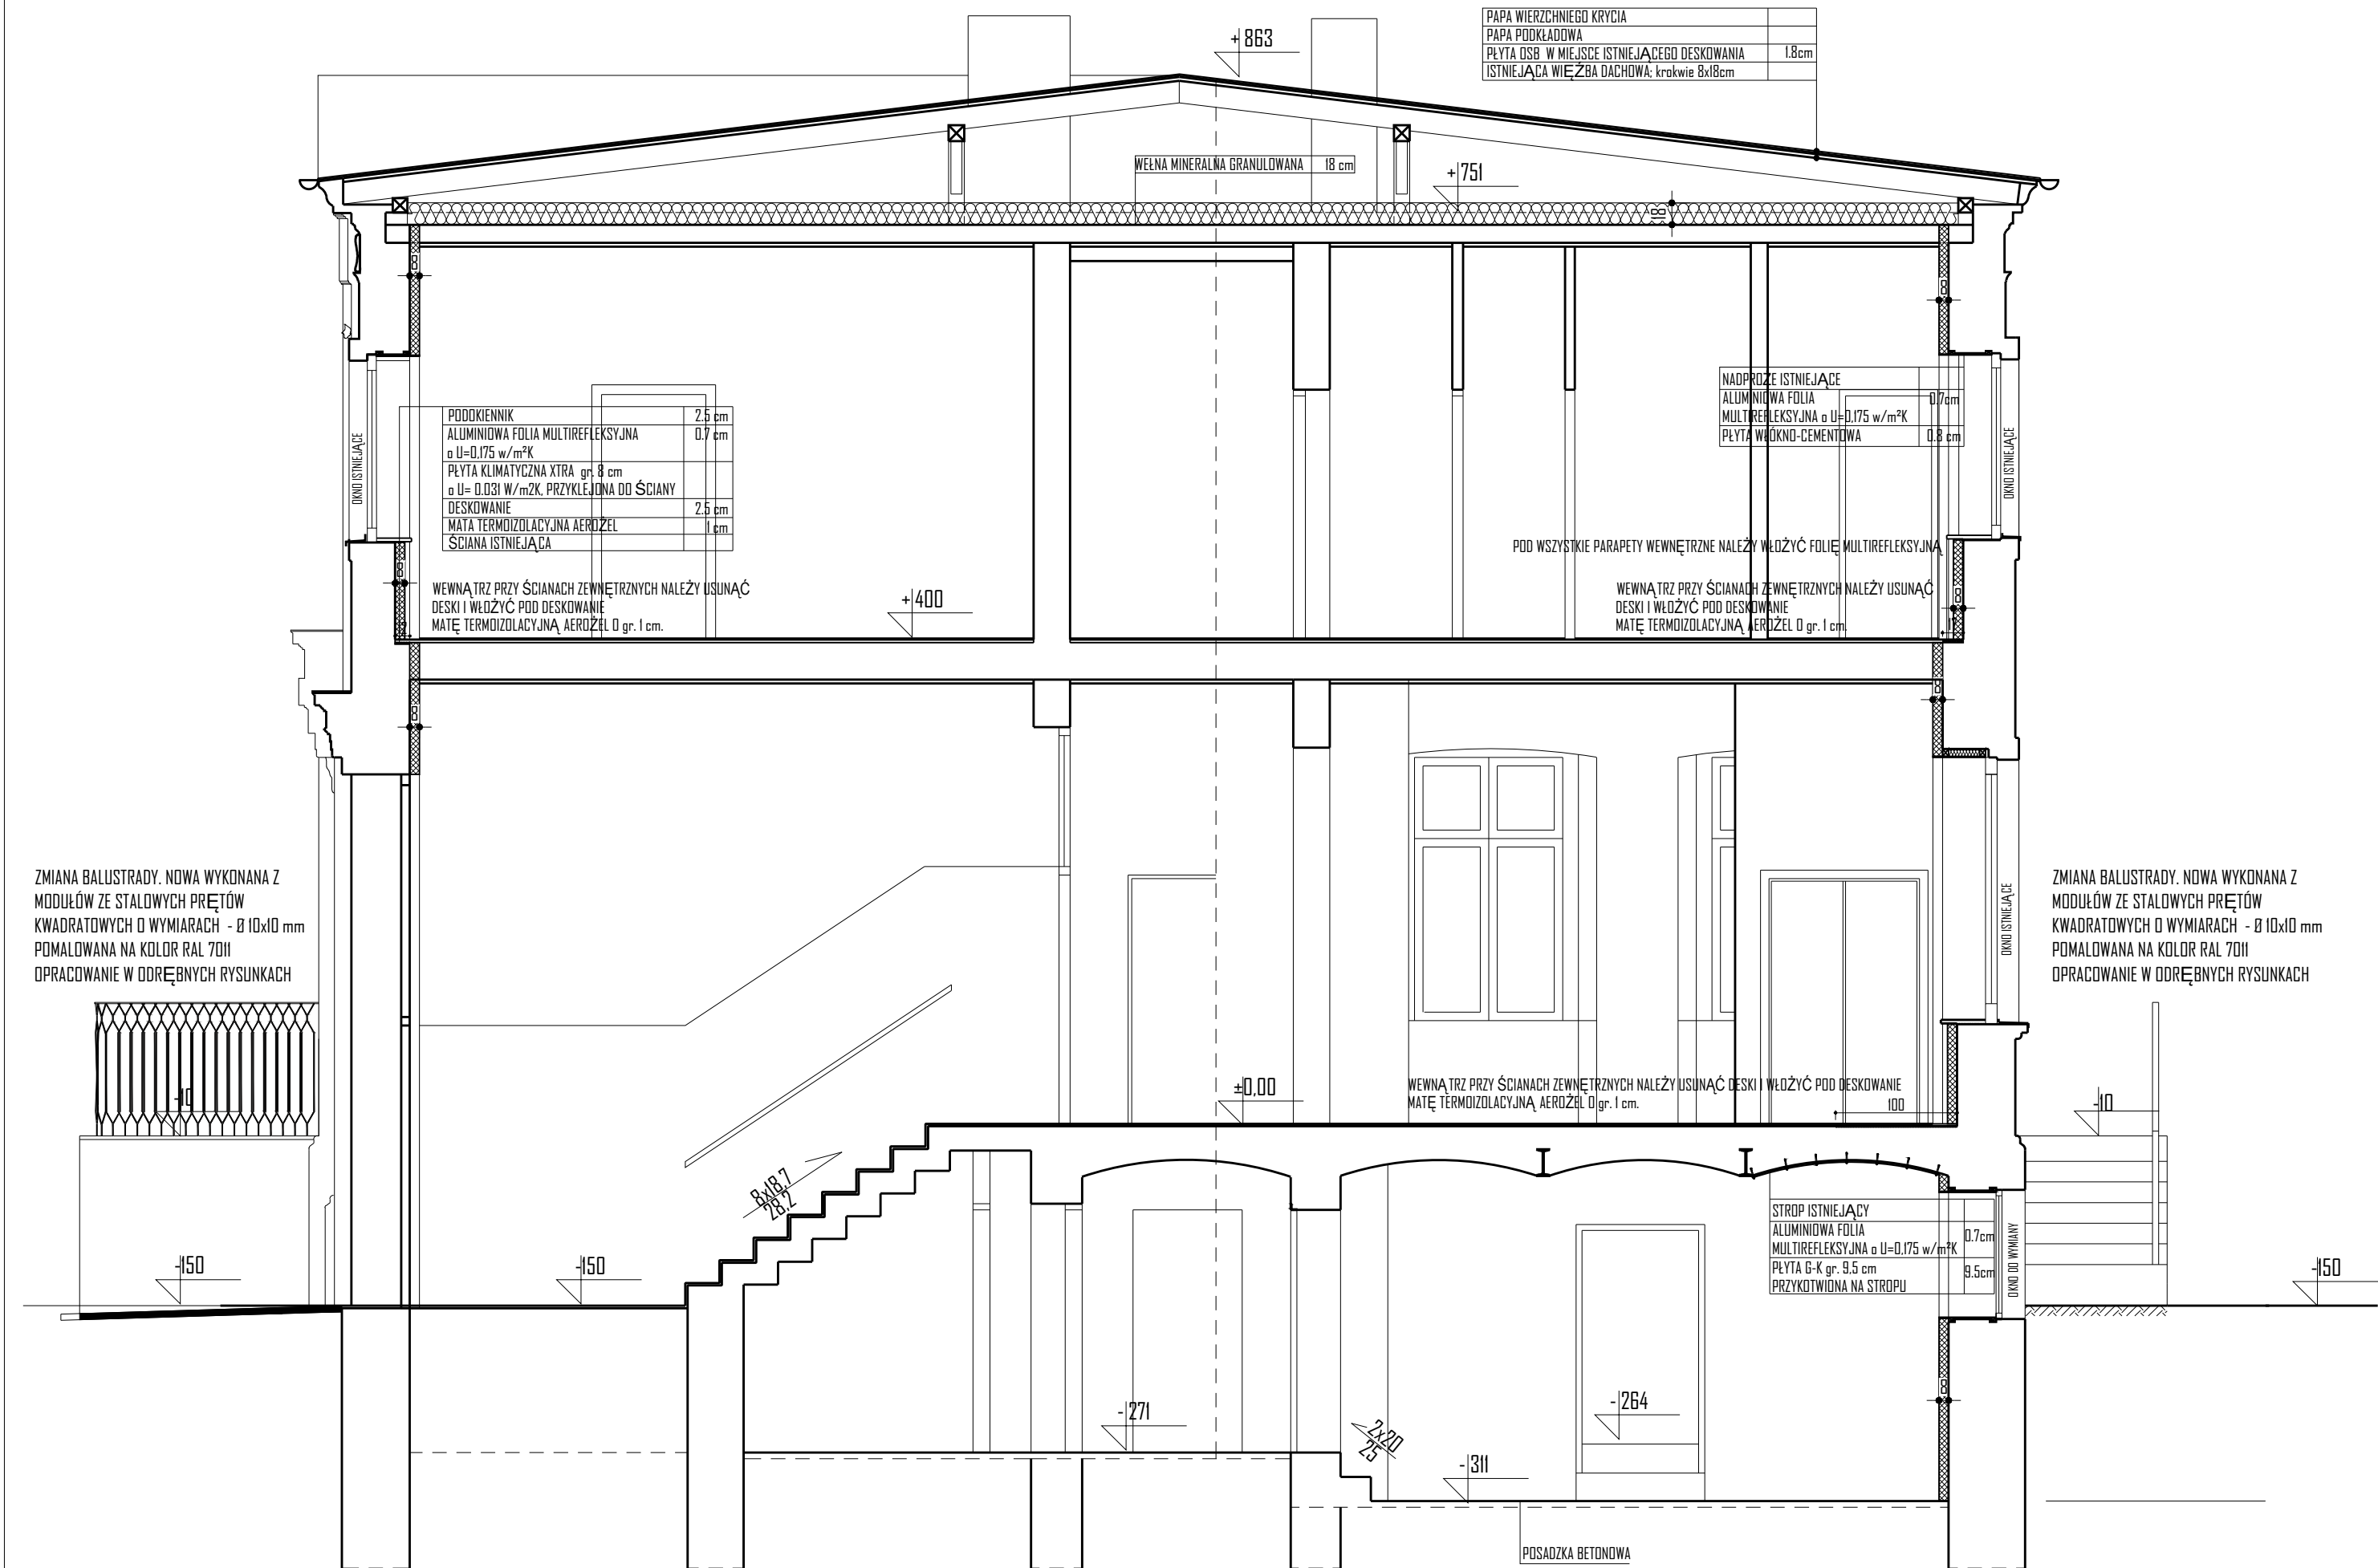 +863
PAPA WIERZCHNIEGO KRYCIA
PAPA PODKŁADOWA
PŁYTA OSB W MIEJSCE ISTNIEJĄCEGO DESKOWANIA 1.8cm
ISTNIEJĄCA WIĘŹBA DACHOWA; krokwie 8x18cm
WEŁNA MINERALNA GRANULOWANA 18 cm
+751
18
8
8
PODOKIENNIK 2.5 cm
ALUMINIOWA FOLIA MULTIREFLEKSYJNA 0.7 cm
o U=0,175 w/m²K
PŁYTA KLIMATYCZNA XTRA gr. 8 cm
o U= 0.031 W/m2K, PRZYKLEJONA DO ŚCIANY
DESKOWANIE 2.5 cm
MATA TERMOIZOLACYJNA AEROŻEL 1 cm
ŚCIANA ISTNIEJĄCA
OKNO ISTNIEJĄCE
NADPROŻE ISTNIEJĄCE
ALUMINIOWA FOLIA 0.7cm
MULTIREFLEKSYJNA o U=0,175 w/m²K
PŁYTA WŁÓKNO-CEMENTOWA 0.8 cm
OKNO ISTNIEJĄCE
POD WSZYSTKIE PARAPETY WEWNĘTRZNE NALEŻY WŁOŻYĆ FOLIĘ MULTIREFLEKSYJNĄ
8
WEWNĄTRZ PRZY ŚCIANACH ZEWNĘTRZNYCH NALEŻY USUNĄĆ
DESKI I WŁOŻYĆ POD DESKOWANIE
MATĘ TERMOIZOLACYJNĄ AEROŻEL O gr. 1 cm.
+400
WEWNĄTRZ PRZY ŚCIANACH ZEWNĘTRZNYCH NALEŻY USUNĄĆ
DESKI I WŁOŻYĆ POD DESKOWANIE
MATĘ TERMOIZOLACYJNĄ AEROŻEL O gr. 1 cm.
8
8
8
ZMIANA BALUSTRADY. NOWA WYKONANA Z
MODUŁÓW ZE STALOWYCH PRĘTÓW
KWADRATOWYCH O WYMIARACH - Ø 10x10 mm
POMALOWANA NA KOLOR RAL 7011
OPRACOWANIE W ODRĘBNYCH RYSUNKACH
OKNO ISTNIEJĄCE
ZMIANA BALUSTRADY. NOWA WYKONANA Z
MODUŁÓW ZE STALOWYCH PRĘTÓW
KWADRATOWYCH O WYMIARACH - Ø 10x10 mm
POMALOWANA NA KOLOR RAL 7011
OPRACOWANIE W ODRĘBNYCH RYSUNKACH
-10
±0,00
WEWNĄTRZ PRZY ŚCIANACH ZEWNĘTRZNYCH NALEŻY USUNĄĆ DESKI I WŁOŻYĆ POD DESKOWANIE
MATĘ TERMOIZOLACYJNĄ AEROŻEL O gr. 1 cm.
100
-10
8x18,7
28,2
STROP ISTNIEJĄCY
ALUMINIOWA FOLIA 0.7cm
MULTIREFLEKSYJNA o U=0,175 w/m²K
PŁYTA G-K gr. 9,5 cm 9.5cm
PRZYKOTWIONA NA STROPU
OKNO DO WYMIANY
-150
-150
-150
8
-271
2x20
25
-264
-311
POSADZKA BETONOWA